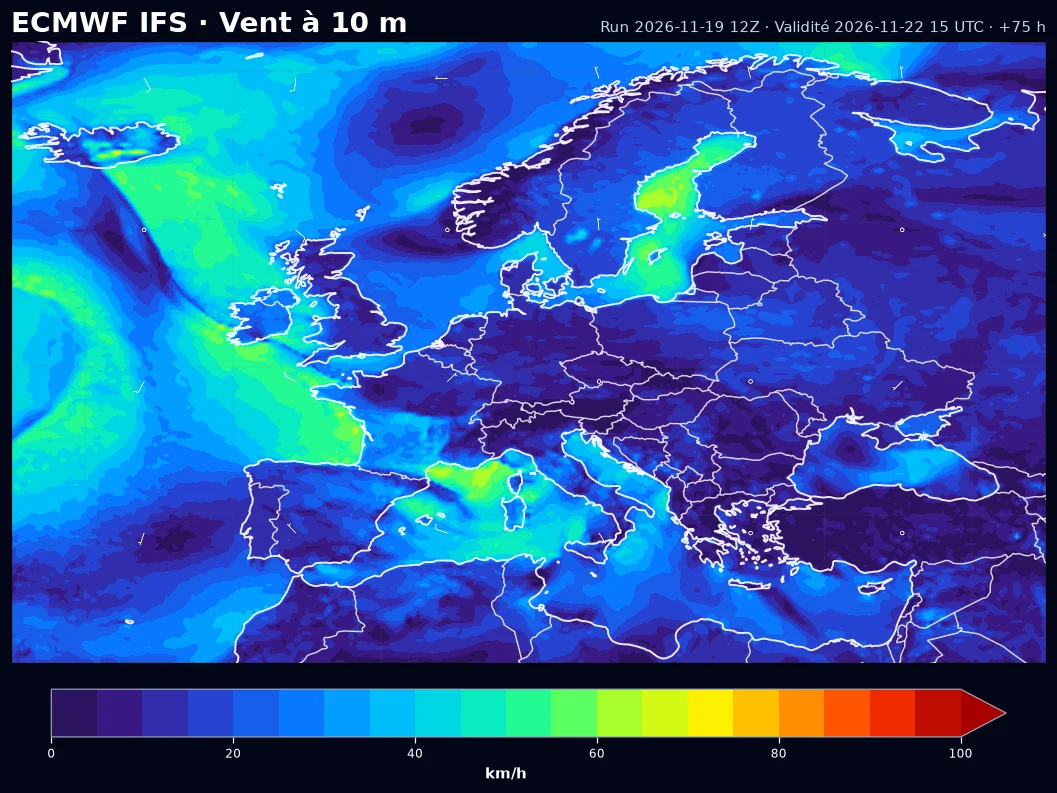 ECMWF IFS · Vent à 10 m
Run 2026-11-19 12Z · Validité 2026-11-22 15 UTC · +75 h
0 20 40 60 80 100
km/h